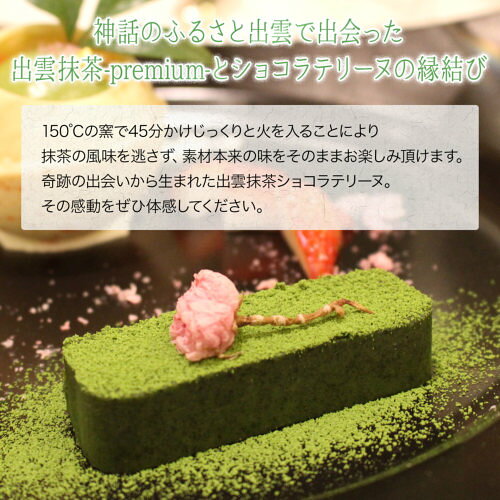 神話のふるさと出雲で出会った
出雲抹茶-premium-とショコラテリーヌの縁結び
150℃の窯で45分かけじっくりと火を入ることにより
抹茶の風味を逃さず、素材本来の味をそのままお楽しみ頂けます。
奇跡の出会いから生まれた出雲抹茶ショコラテリーヌ。
その感動をぜひ体感してください。